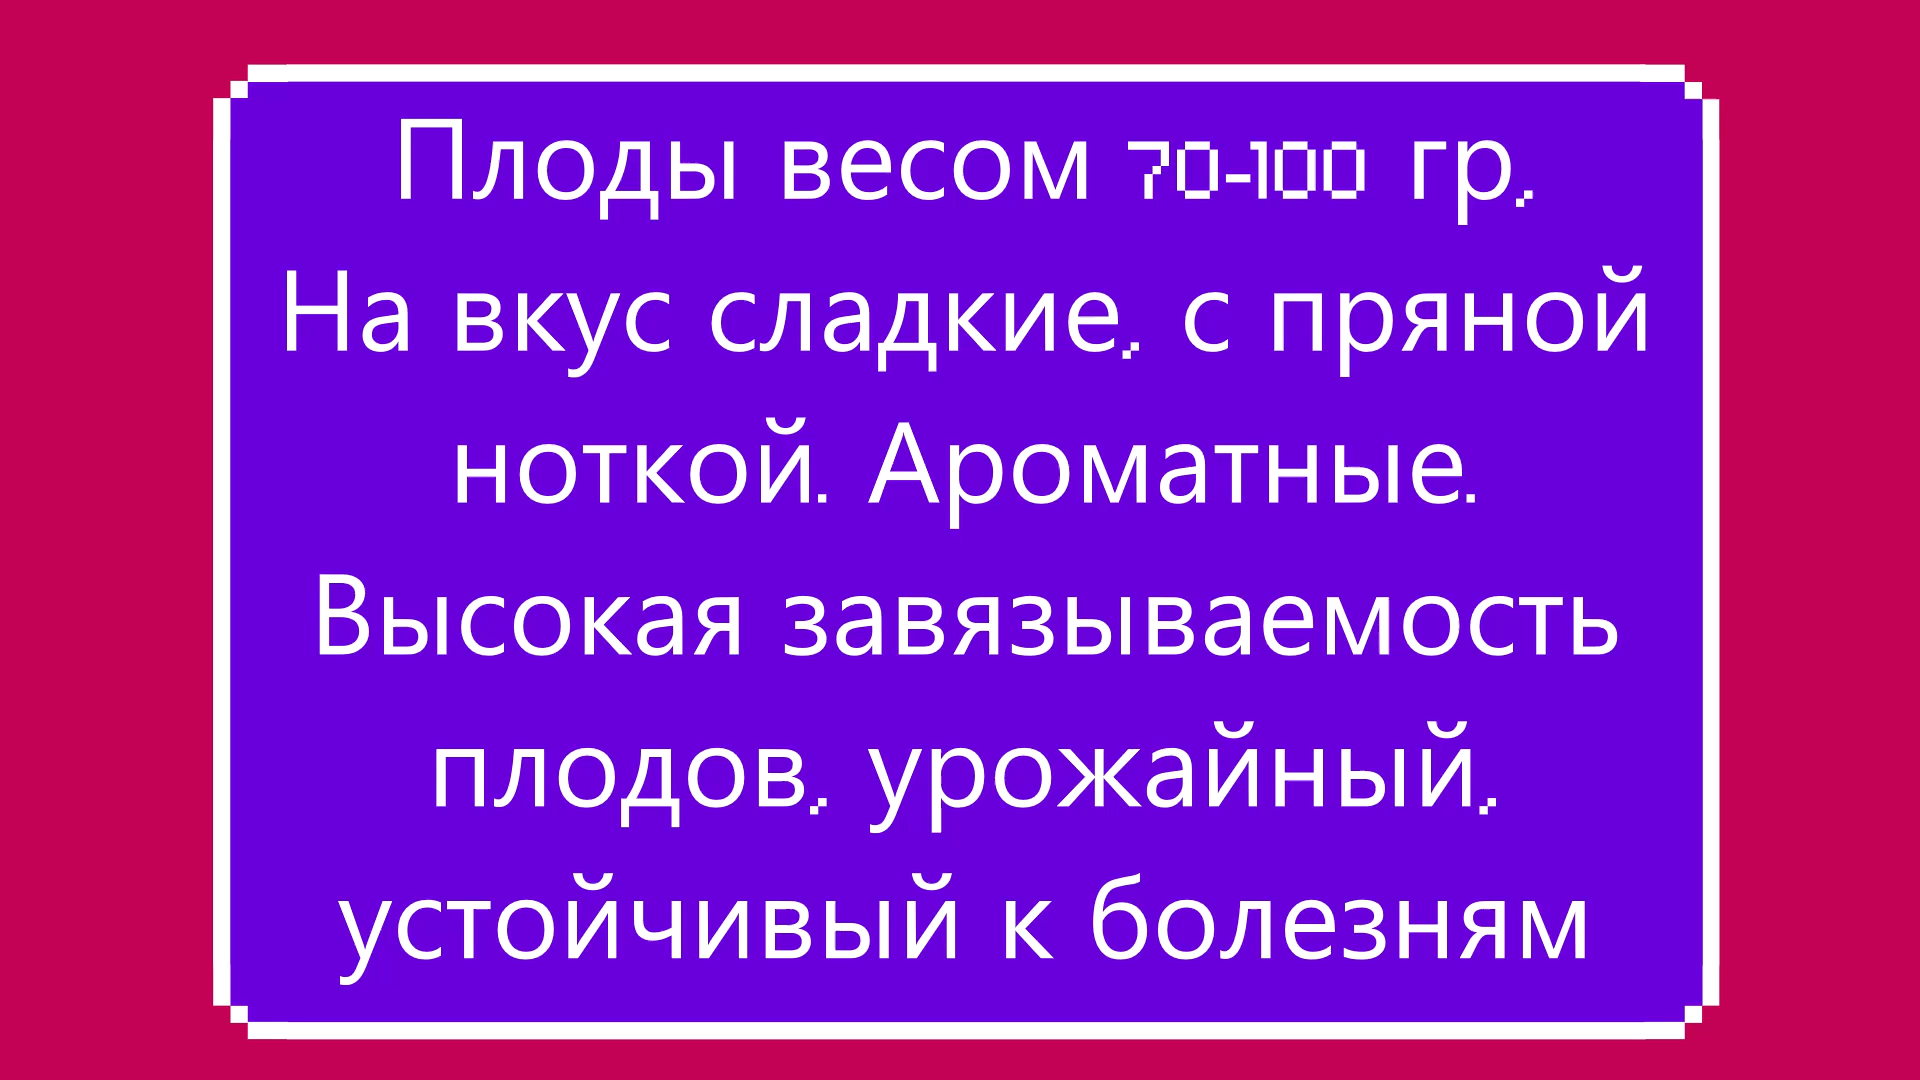 Плоды весом 70-100 гр,
На вкус сладкие, с пряной
ноткой. Ароматные.
Высокая завязываемость
плодов, урожайный,
устойчивый к болезням